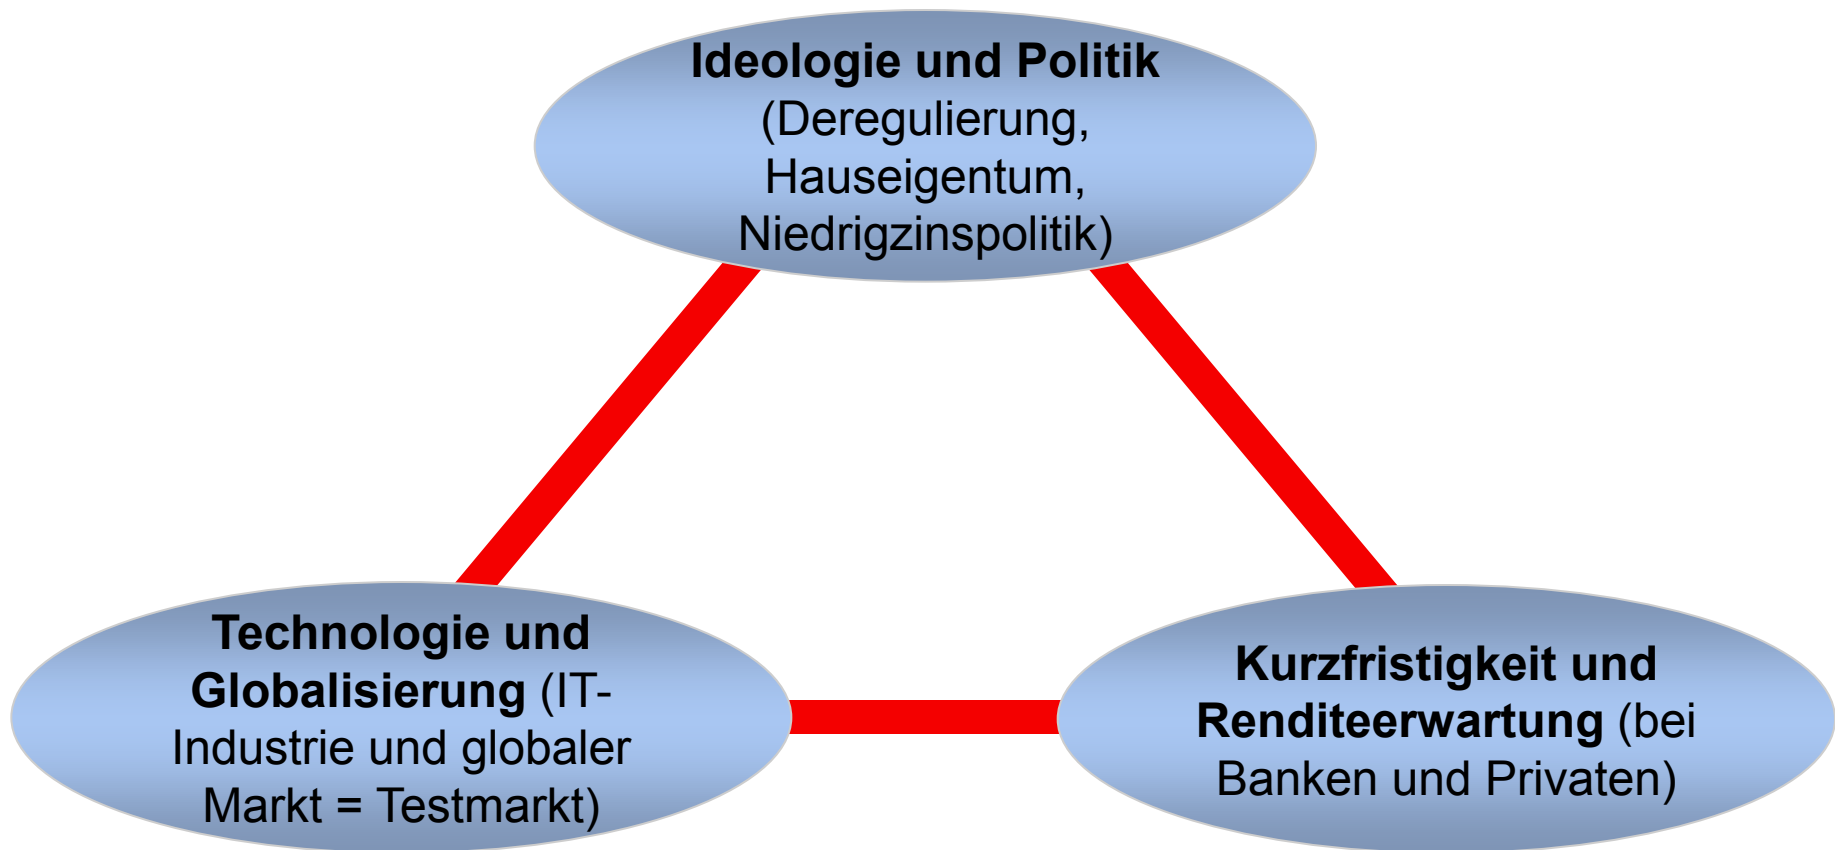 Ideologie und Politik
(Deregulierung,
Hauseigentum,
Niedrigzinspolitik)
Technologie und
Globalisierung (IT-
Industrie und globaler
Markt = Testmarkt)
Kurzfristigkeit und
Renditeerwartung (bei
Banken und Privaten)